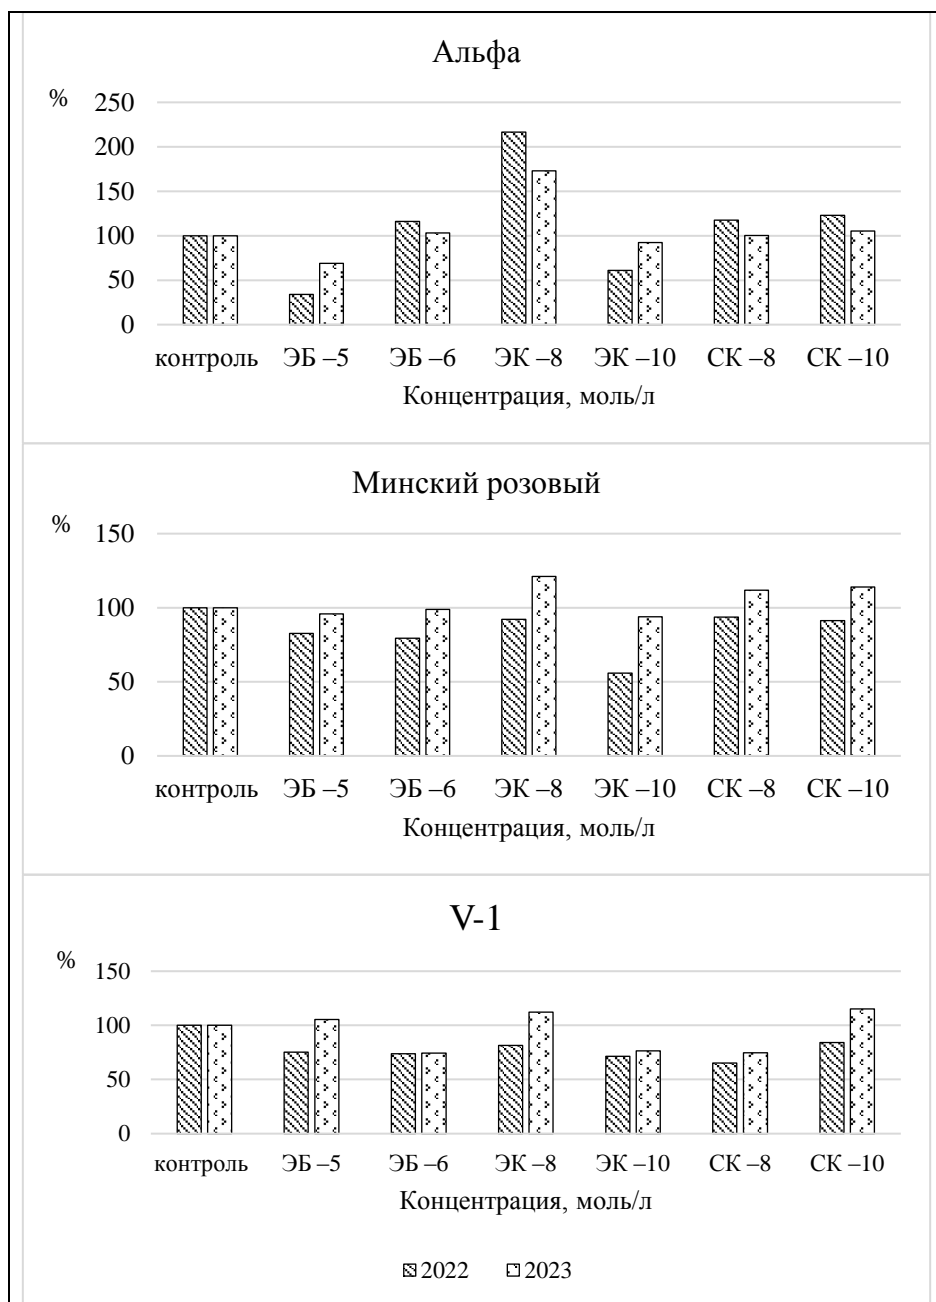 Альфа
%
250
200
150
100
50
0
контроль ЭБ –5 ЭБ –6 ЭК –8 ЭК –10 СК –8 СК –10
Концентрация, моль/л
Минский розовый
%
150
100
50
0
контроль ЭБ –5 ЭБ –6 ЭК –8 ЭК –10 СК –8 СК –10
Концентрация, моль/л
V-1
%
150
100
50
0
контроль ЭБ –5 ЭБ –6 ЭК –8 ЭК –10 СК –8 СК –10
Концентрация, моль/л
2022 2023